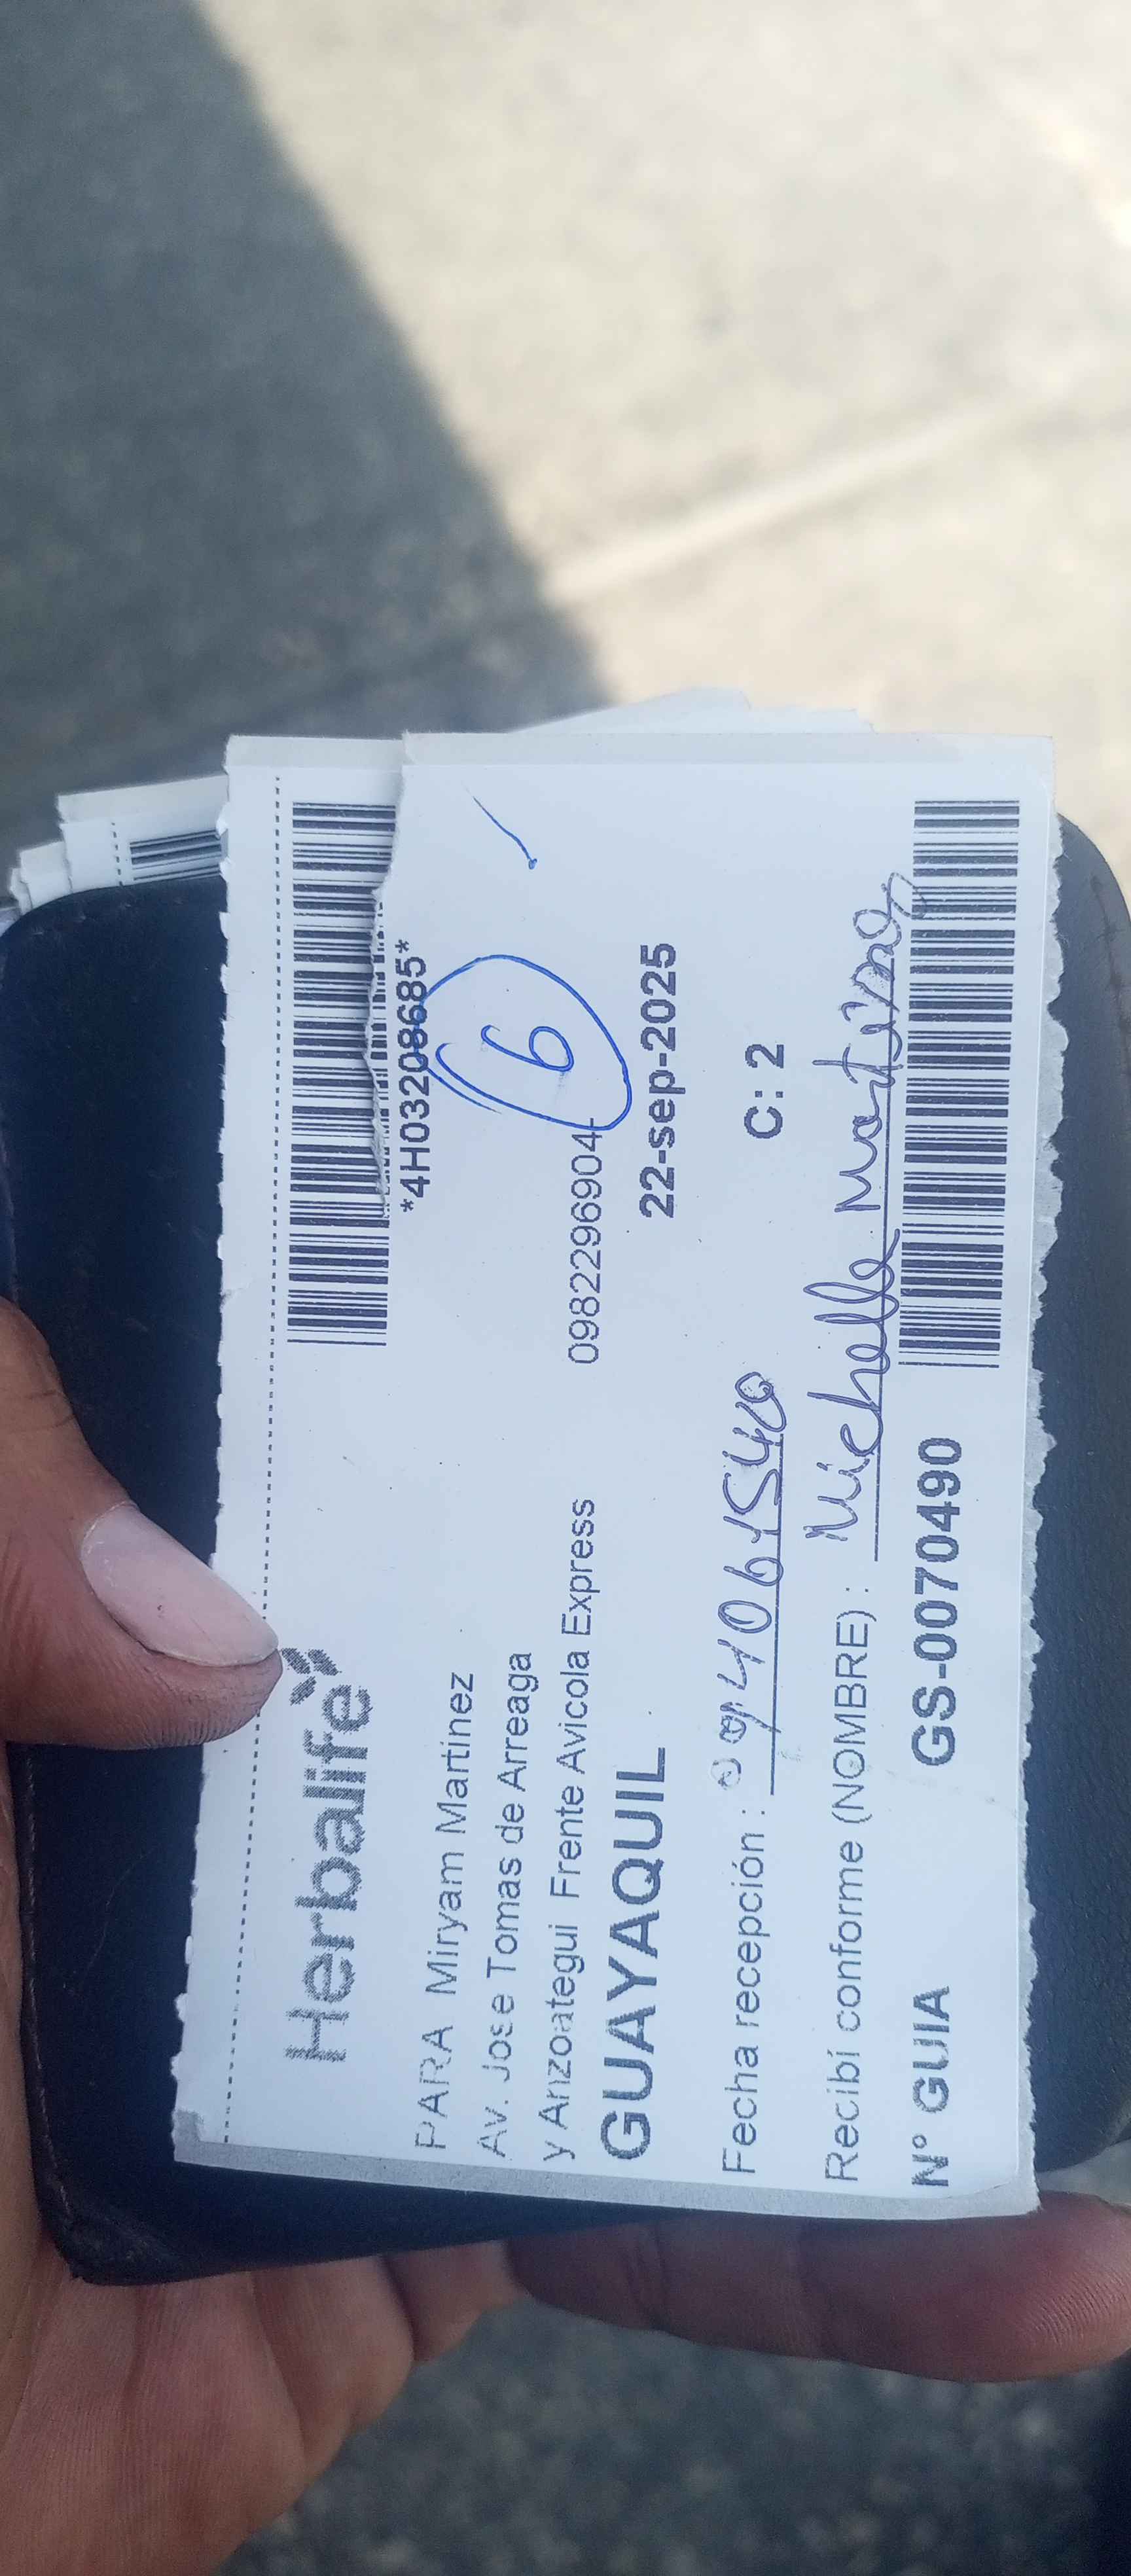 Herbalife
*4H03208685*
PARA Miryam Martinez
Av. Jose Tomas de Arreaga
y Anzoategui Frente Avicola Express 0982296904-
6
GUAYAQUIL 22-sep-2025
Fecha recepción : C: 2
Recibí conforme (NOMBRE) : Michelle Martinez
N° GUIA GS-0070490